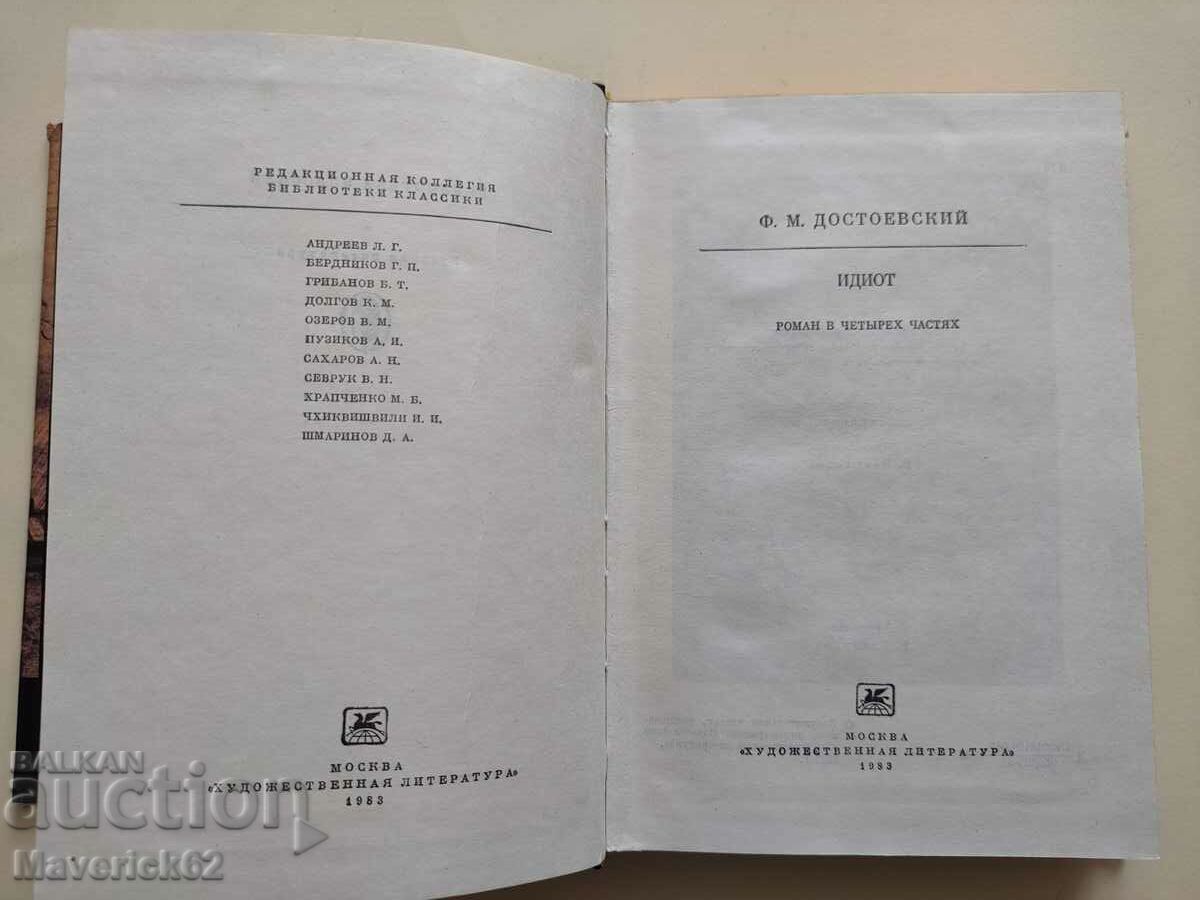 РЕДАКЦИОННАЯ КОЛЛЕГИЯ
БИБЛИОТЕКИ КЛАССИКИ
АНДРЕЕВ Л. Г.
БЕРДНИКОВ Г. П.
ГРИБАНОВ Б. Т.
ДОЛГОВ К. М.
ОЗЕРОВ В. М.
ПУЗИКОВ А. И.
САХАРОВ А. Н.
СЕВРУК В. Н.
ХРАПЧЕНКО М. Б.
ЧХИКВИШВИЛИ И. И.
ШМАРИНОВ Д. А.
МОСКВА
«ХУДОЖЕСТВЕННАЯ ЛИТЕРАТУРА»
1983
Ф. М. ДОСТОЕВСКИЙ
ИДИОТ
РОМАН В ЧЕТЫРЕХ ЧАСТЯХ
МОСКВА
«ХУДОЖЕСТВЕННАЯ ЛИТЕРАТУРА»
1983
BALKAN
auction
Maverick62